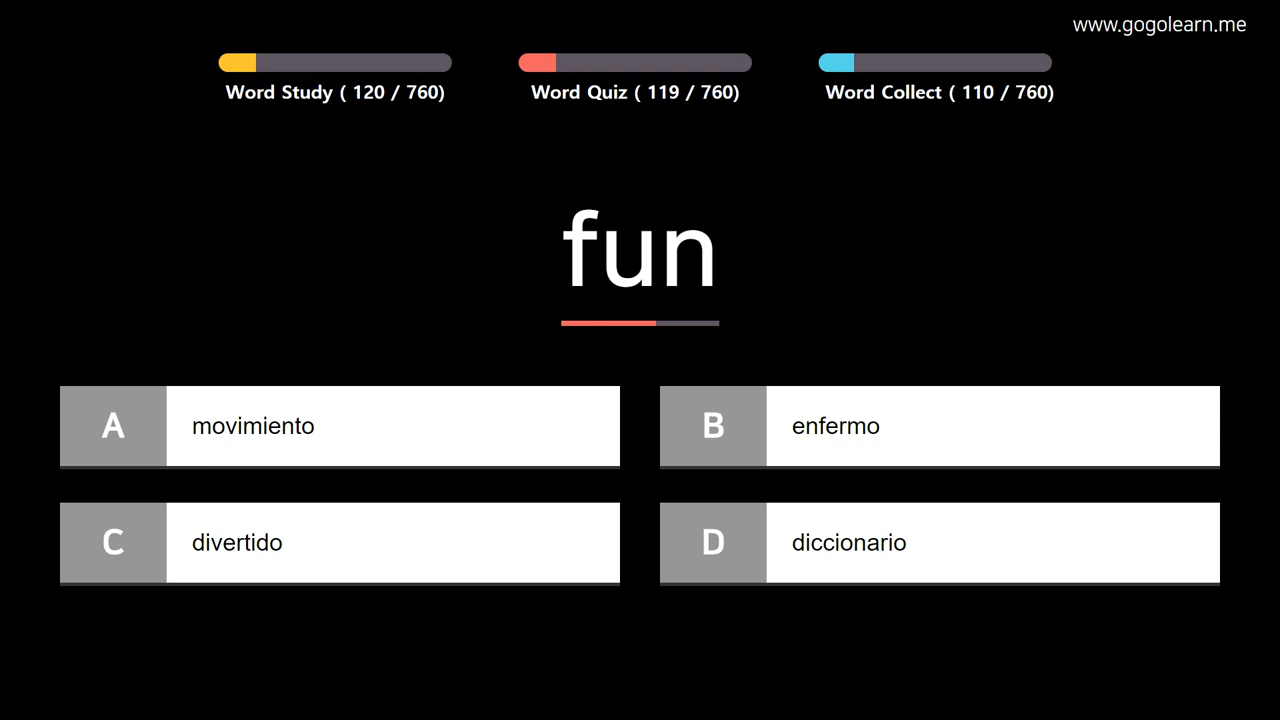 www.gogolearn.me
Word Study ( 120 / 760)
Word Quiz ( 119 / 760)
Word Collect ( 110 / 760)
fun
A movimiento
B enfermo
C divertido
D diccionario